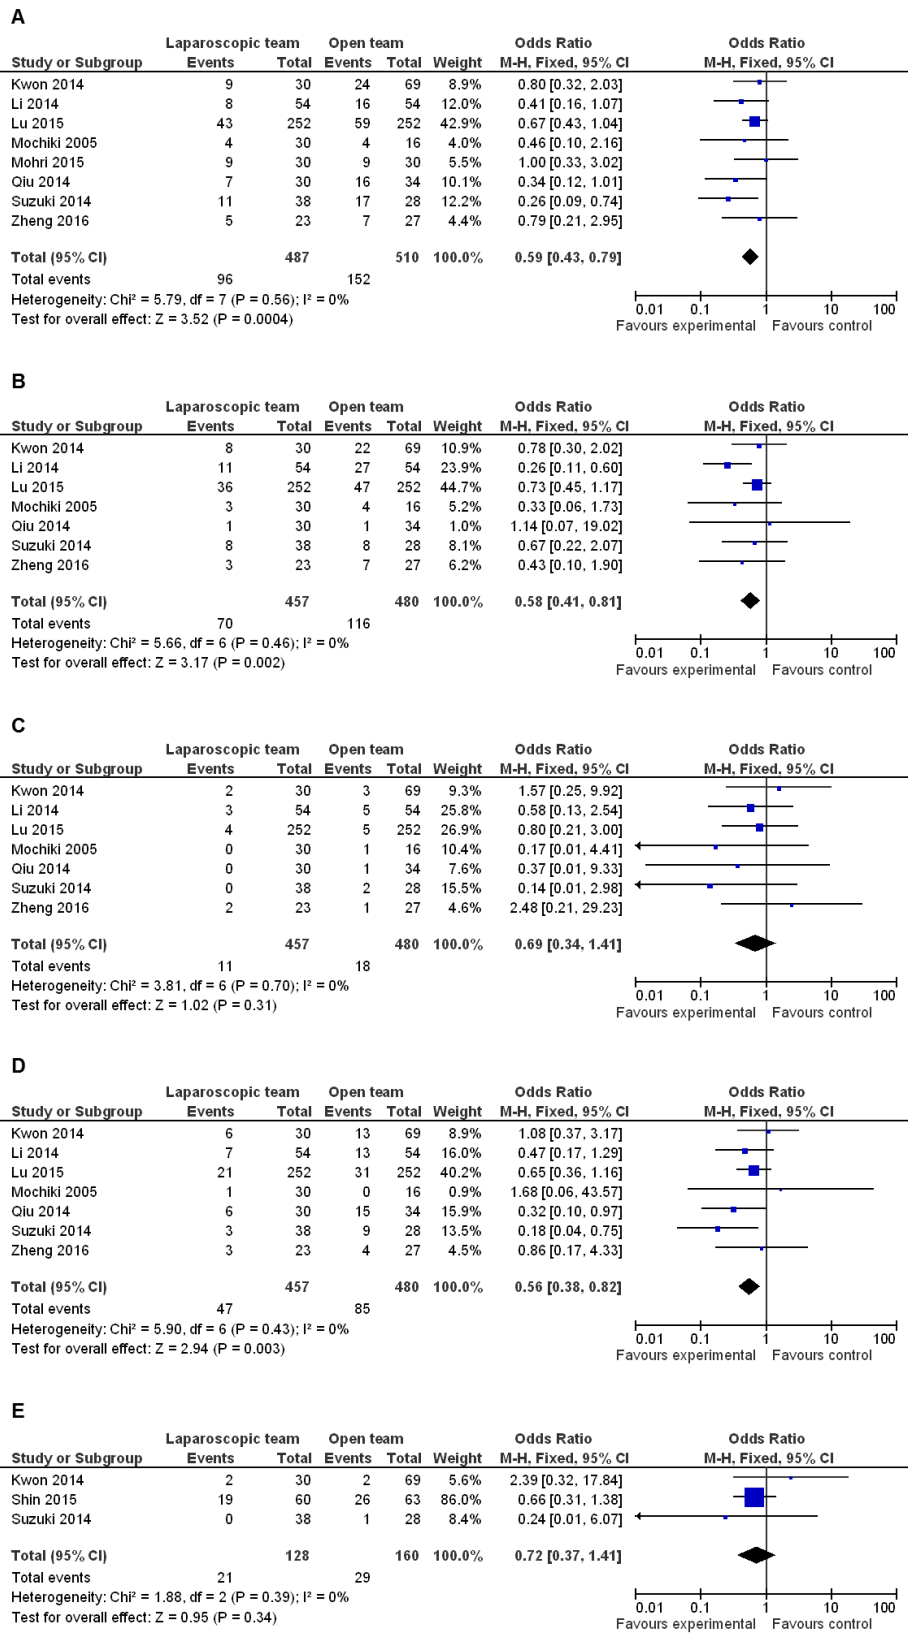 A
Laparoscopic team Open team Odds Ratio Odds Ratio
Study or Subgroup Events Total Events Total Weight M-H, Fixed, 95% CI M-H, Fixed, 95% CI
Kwon 2014 9 30 24 69 8.9% 0.80 [0.32, 2.03]
Li 2014 8 54 16 54 12.0% 0.41 [0.16, 1.07]
Lu 2015 43 252 59 252 42.9% 0.67 [0.43, 1.04]
Mochiki 2005 4 30 4 16 4.0% 0.46 [0.10, 2.16]
Mohri 2015 9 30 9 30 5.5% 1.00 [0.33, 3.02]
Qiu 2014 7 30 16 34 10.1% 0.34 [0.12, 1.01]
Suzuki 2014 11 38 17 28 12.2% 0.26 [0.09, 0.74]
Zheng 2016 5 23 7 27 4.4% 0.79 [0.21, 2.95]
Total (95% CI) 487 510 100.0% 0.59 [0.43, 0.79]
Total events 96 152
Heterogeneity: Chi² = 5.79, df = 7 (P = 0.56); I² = 0%
Test for overall effect: Z = 3.52 (P = 0.0004)
0.01 0.1 1 10 100
Favours experimental Favours control
B
Laparoscopic team Open team Odds Ratio Odds Ratio
Study or Subgroup Events Total Events Total Weight M-H, Fixed, 95% CI M-H, Fixed, 95% CI
Kwon 2014 8 30 22 69 10.9% 0.78 [0.30, 2.02]
Li 2014 11 54 27 54 23.9% 0.26 [0.11, 0.60]
Lu 2015 36 252 47 252 44.7% 0.73 [0.45, 1.17]
Mochiki 2005 3 30 4 16 5.2% 0.33 [0.06, 1.73]
Qiu 2014 1 30 1 34 1.0% 1.14 [0.07, 19.02]
Suzuki 2014 8 38 8 28 8.1% 0.67 [0.22, 2.07]
Zheng 2016 3 23 7 27 6.2% 0.43 [0.10, 1.90]
Total (95% CI) 457 480 100.0% 0.58 [0.41, 0.81]
Total events 70 116
Heterogeneity: Chi² = 5.66, df = 6 (P = 0.46); I² = 0%
Test for overall effect: Z = 3.17 (P = 0.002)
0.01 0.1 1 10 100
Favours experimental Favours control
C
Laparoscopic team Open team Odds Ratio Odds Ratio
Study or Subgroup Events Total Events Total Weight M-H, Fixed, 95% CI M-H, Fixed, 95% CI
Kwon 2014 2 30 3 69 9.3% 1.57 [0.25, 9.92]
Li 2014 3 54 5 54 25.8% 0.58 [0.13, 2.54]
Lu 2015 4 252 5 252 26.9% 0.80 [0.21, 3.00]
Mochiki 2005 0 30 1 16 10.4% 0.17 [0.01, 4.41]
Qiu 2014 0 30 1 34 7.6% 0.37 [0.01, 9.33]
Suzuki 2014 0 38 2 28 15.5% 0.14 [0.01, 2.98]
Zheng 2016 2 23 1 27 4.6% 2.48 [0.21, 29.23]
Total (95% CI) 457 480 100.0% 0.69 [0.34, 1.41]
Total events 11 18
Heterogeneity: Chi² = 3.81, df = 6 (P = 0.70); I² = 0%
Test for overall effect: Z = 1.02 (P = 0.31)
0.01 0.1 1 10 100
Favours experimental Favours control
D
Laparoscopic team Open team Odds Ratio Odds Ratio
Study or Subgroup Events Total Events Total Weight M-H, Fixed, 95% CI M-H, Fixed, 95% CI
Kwon 2014 6 30 13 69 8.9% 1.08 [0.37, 3.17]
Li 2014 7 54 13 54 16.0% 0.47 [0.17, 1.29]
Lu 2015 21 252 31 252 40.2% 0.65 [0.36, 1.16]
Mochiki 2005 1 30 0 16 0.9% 1.68 [0.06, 43.57]
Qiu 2014 6 30 15 34 15.9% 0.32 [0.10, 0.97]
Suzuki 2014 3 38 9 28 13.5% 0.18 [0.04, 0.75]
Zheng 2016 3 23 4 27 4.5% 0.86 [0.17, 4.33]
Total (95% CI) 457 480 100.0% 0.56 [0.38, 0.82]
Total events 47 85
Heterogeneity: Chi² = 5.90, df = 6 (P = 0.43); I² = 0%
Test for overall effect: Z = 2.94 (P = 0.003)
0.01 0.1 1 10 100
Favours experimental Favours control
E
Laparoscopic team Open team Odds Ratio Odds Ratio
Study or Subgroup Events Total Events Total Weight M-H, Fixed, 95% CI M-H, Fixed, 95% CI
Kwon 2014 2 30 2 69 5.6% 2.39 [0.32, 17.84]
Shin 2015 19 60 26 63 86.0% 0.66 [0.31, 1.38]
Suzuki 2014 0 38 1 28 8.4% 0.24 [0.01, 6.07]
Total (95% CI) 128 160 100.0% 0.72 [0.37, 1.41]
Total events 21 29
Heterogeneity: Chi² = 1.88, df = 2 (P = 0.39); I² = 0%
Test for overall effect: Z = 0.95 (P = 0.34)
0.01 0.1 1 10 100
Favours experimental Favours control